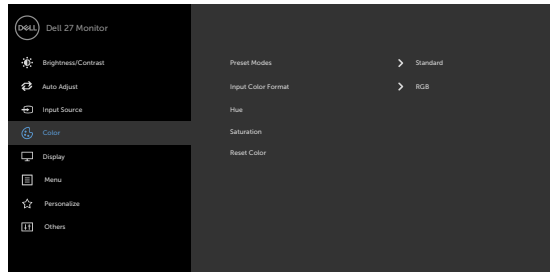 DELL Dell 27 Monitor
Brightness/Contrast
Auto Adjust
Input Source
Color
Display
Menu
Personalize
Others
Preset Modes Standard
Input Color Format RGB
Hue
Saturation
Reset Color